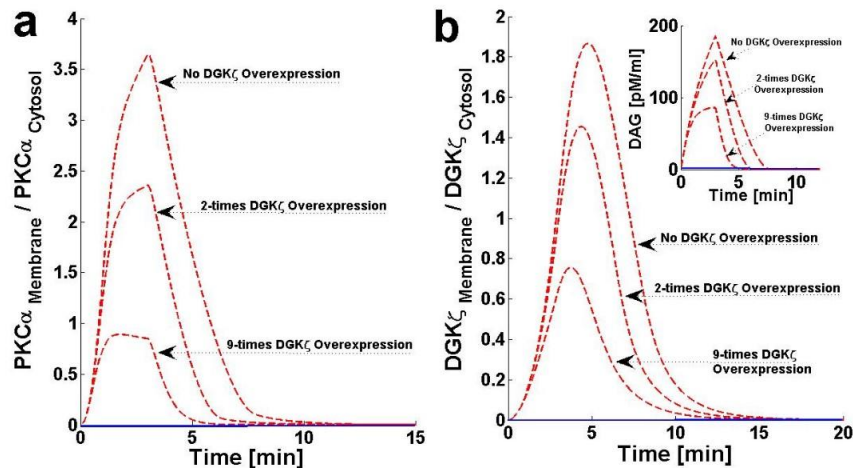 a
PKCα Membrane / PKCα Cytosol
4
3.5
3
2.5
2
1.5
1
0.5
0
0 5 10 15
Time [min]
No DGKζ Overexpression
2-times DGKζ Overexpression
9-times DGKζ Overexpression
b
DGKζ Membrane / DGKζ Cytosol
2
1.8
1.6
1.4
1.2
1
0.8
0.6
0.4
0.2
0
0 5 10 15 20
Time [min]
No DGKζ Overexpression
2-times DGKζ Overexpression
9-times DGKζ
Overexpression
DAG [pM/ml]
200
100
0
0 5 10
Time [min]
No DGKζ Overexpression
2-times DGKζ
Overexpression
9-times DGKζ
Overexpression